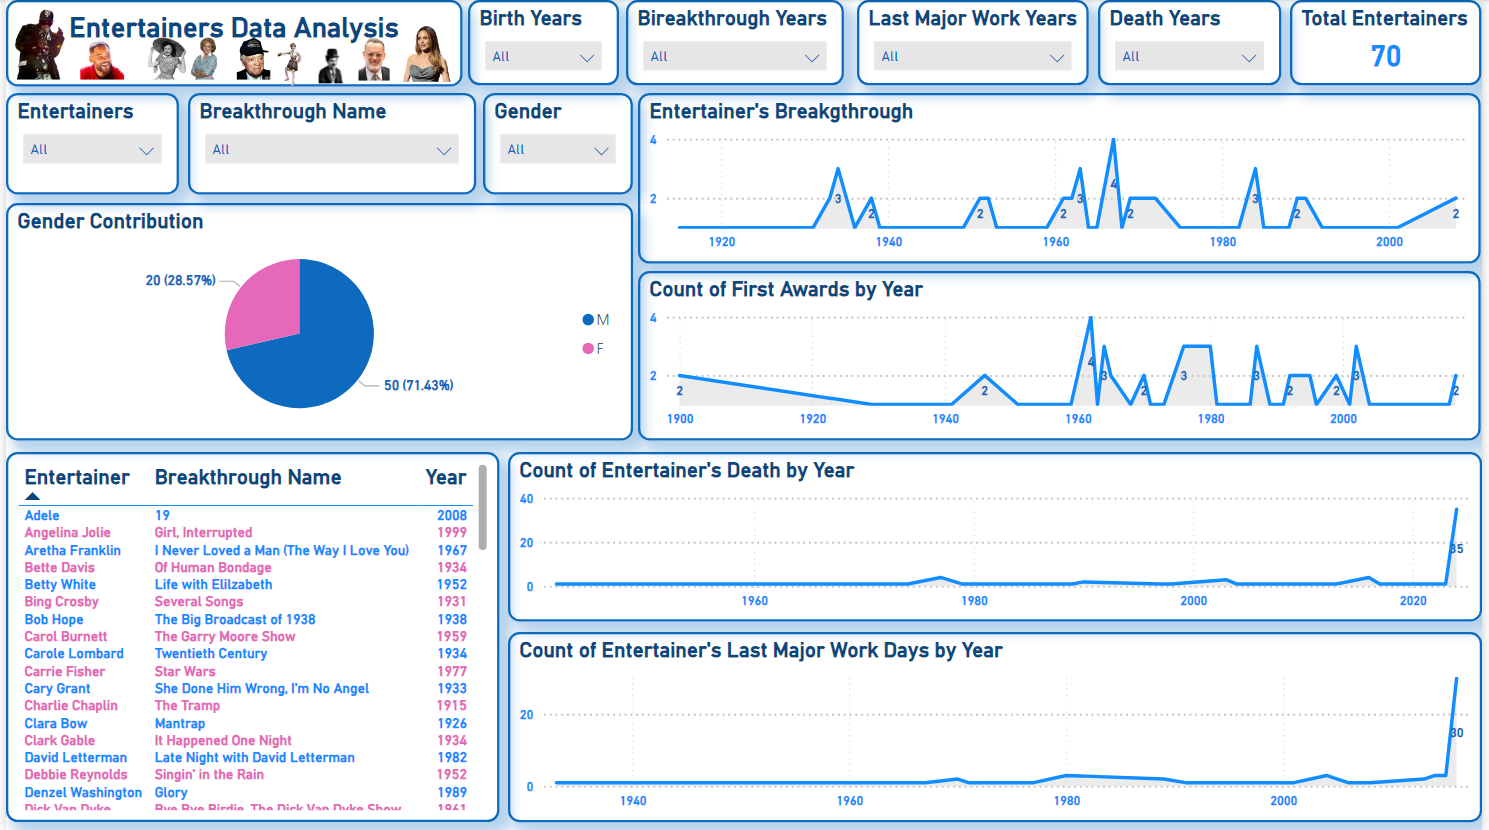 Entertainers Data Analysis
Birth Years
All
Bireakthrough Years
All
Last Major Work Years
All
Death Years
All
Total Entertainers
70
Entertainers
All
Breakthrough Name
All
Gender
All
Entertainer's Breakgthrough
4
2
3
2
2
2
3
4
2
3
2
2
1920
1940
1960
1980
2000
Gender Contribution
20 (28.57%)
50 (71.43%)
M
F
Count of First Awards by Year
4
2
2
2
4
3
2
3
3
2
2
3
2
1900
1920
1940
1960
1980
2000
Entertainer Breakthrough Name Year
Adele 19 2008
Angelina Jolie Girl, Interrupted 1999
Aretha Franklin I Never Loved a Man (The Way I Love You) 1967
Bette Davis Of Human Bondage 1934
Betty White Life with Elilzabeth 1952
Bing Crosby Several Songs 1931
Bob Hope The Big Broadcast of 1938 1938
Carol Burnett The Garry Moore Show 1959
Carole Lombard Twentieth Century 1934
Carrie Fisher Star Wars 1977
Cary Grant She Done Him Wrong, I'm No Angel 1933
Charlie Chaplin The Tramp 1915
Clara Bow Mantrap 1926
Clark Gable It Happened One Night 1934
David Letterman Late Night with David Letterman 1982
Debbie Reynolds Singin' in the Rain 1952
Denzel Washington Glory 1989
Dick Van Dyke Bye Bye Birdie, The Dick Van Dyke Show 1961
Count of Entertainer's Death by Year
40
20
0
35
1960
1980
2000
2020
Count of Entertainer's Last Major Work Days by Year
20
0
30
1940
1960
1980
2000